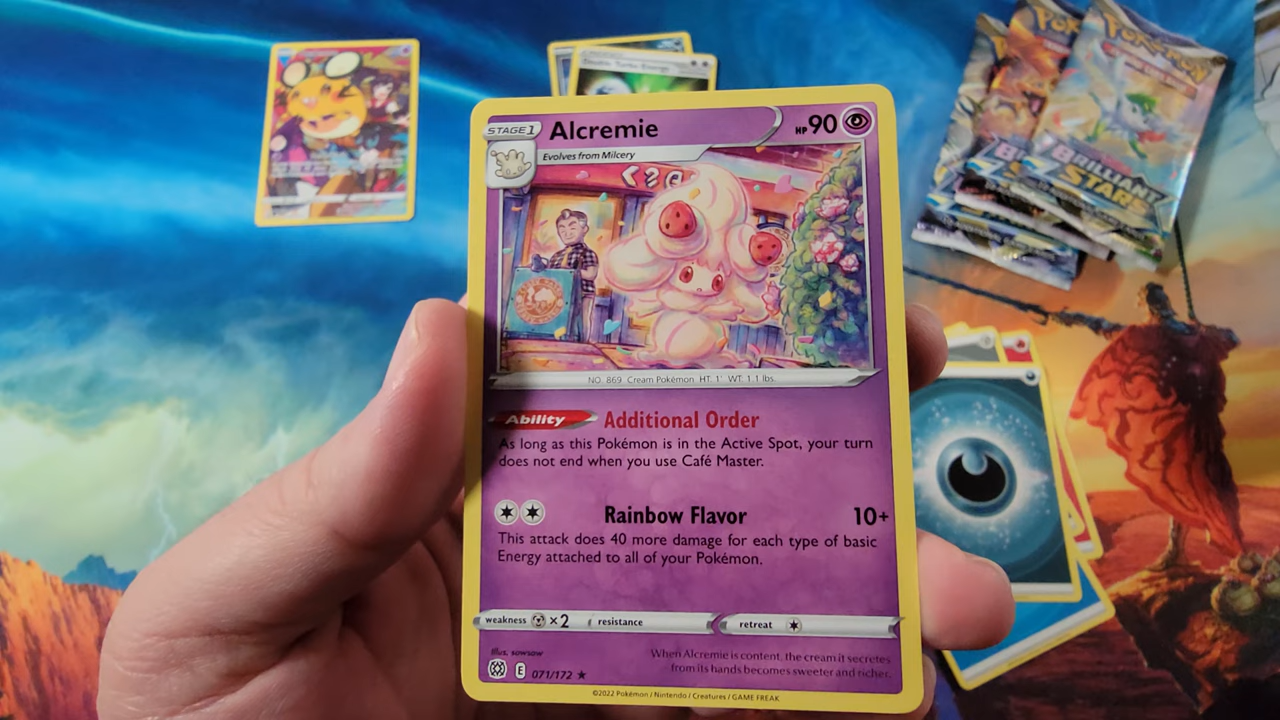 STAGE 1
Alcremie
HP 90
Evolves from Milcery
NO. 869 Cream Pokémon HT: 1' WT: 1.1 lbs.
Ability
Additional Order
As long as this Pokémon is in the Active Spot, your turn
does not end when you use Café Master.
Rainbow Flavor 10+
This attack does 40 more damage for each type of basic
Energy attached to all of your Pokémon.
weakness ×2 resistance retreat
Illus. sowsow
When Alcremie is content, the cream it secretes
from its hands becomes sweeter and richer.
E 071/172 ★
©2022 Pokémon / Nintendo / Creatures / GAME FREAK
Double Turbo Energy
POKÉMON
BRILLIANT
STARS